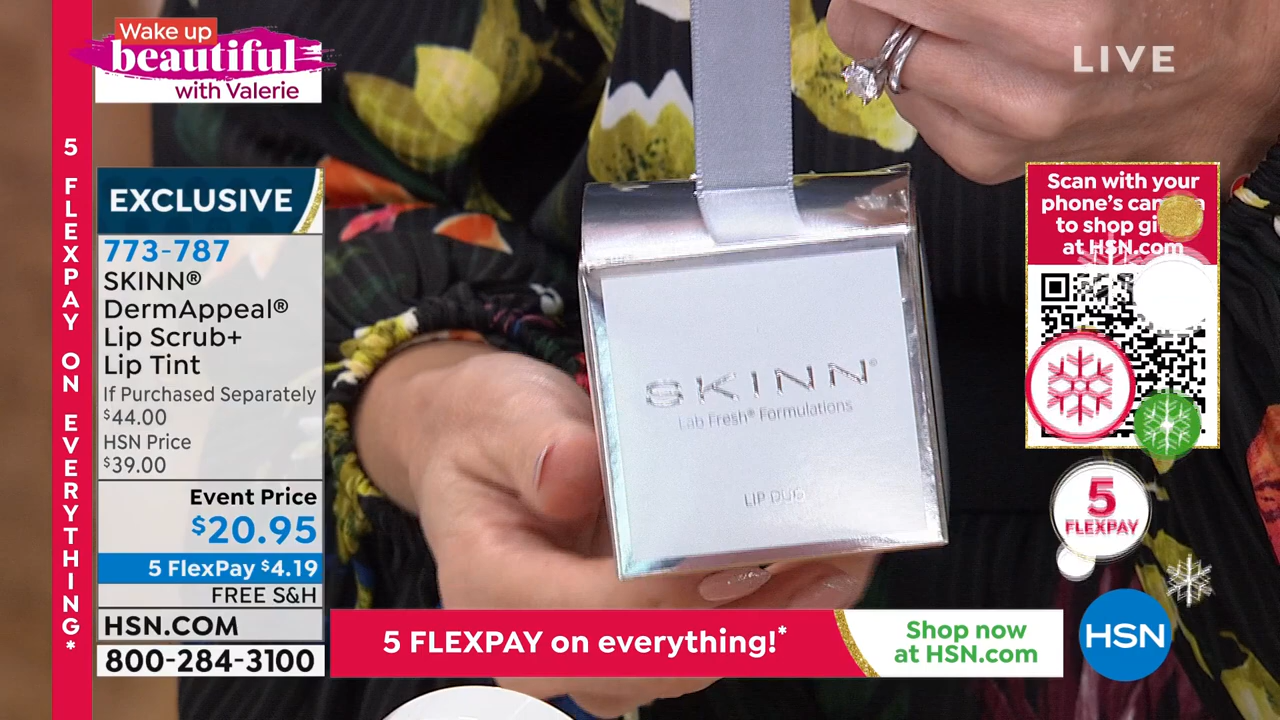 Wake up
beautiful
with Valerie
LIVE
5 FLEXPAY ON EVERYTHING*
EXCLUSIVE
773-787
SKINN®
DermAppeal®
Lip Scrub+
Lip Tint
If Purchased Separately
$44.00
HSN Price
$39.00
Event Price
$20.95
5 FlexPay $4.19
FREE S&H
HSN.COM
800-284-3100
SKINN®
Lab Fresh® Formulations
LIP DUO
Scan with your
phone's
to shop
at HSN.com
5
FLEXPAY
5 FLEXPAY on everything!*
Shop now
at HSN.com
HSN